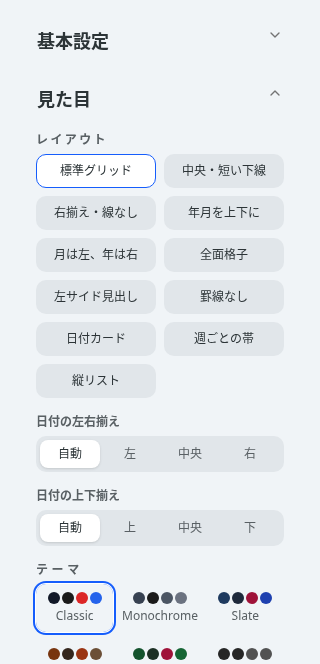 基本設定
見た目
レイアウト
標準グリッド
中央・短い下線
右揃え・線なし
年月を上下に
月は左、年は右
全面格子
左サイド見出し
罫線なし
日付カード
週ごとの帯
縦リスト
日付の左右揃え
自動 左 中央 右
日付の上下揃え
自動 上 中央 下
テーマ
Classic Monochrome Slate